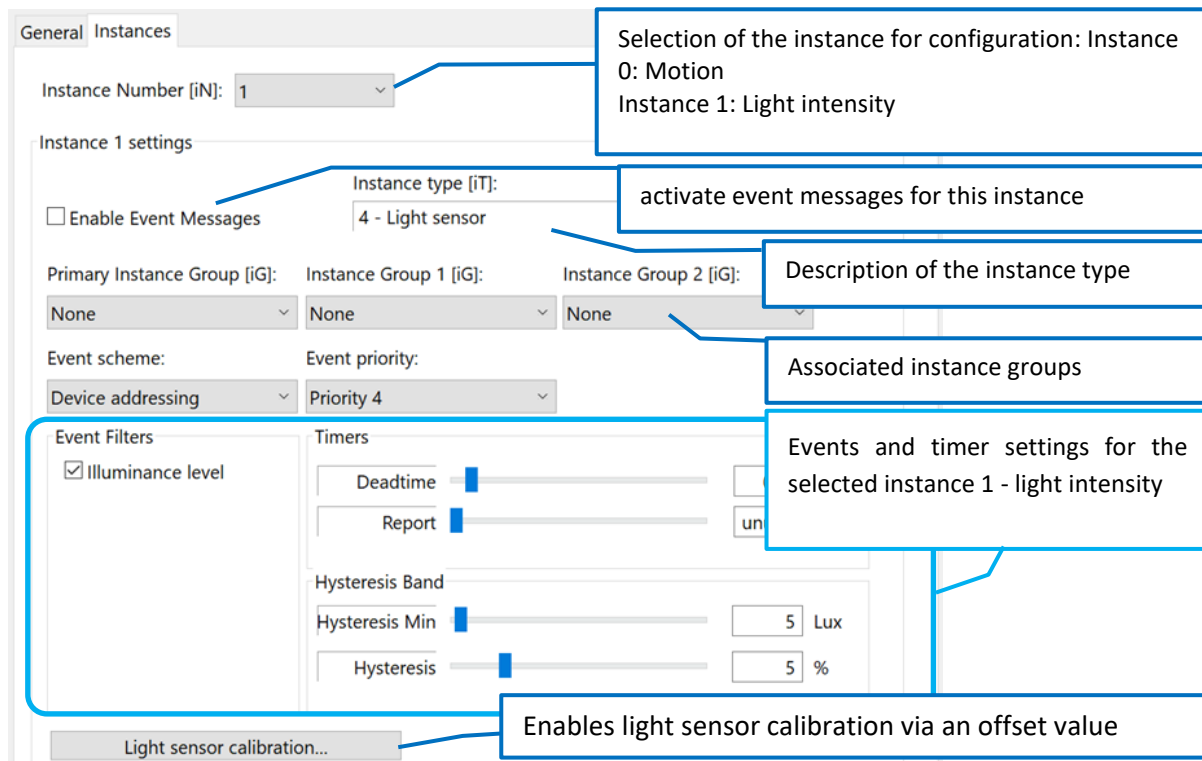 General Instances
Selection of the instance for configuration: Instance
0: Motion
Instance 1: Light intensity
Instance Number [iN]: 1
Instance 1 settings
Instance type [iT]:
activate event messages for this instance
Enable Event Messages
4 - Light sensor
Description of the instance type
Primary Instance Group [iG]: Instance Group 1 [iG]: Instance Group 2 [iG]:
None None None
Associated instance groups
Event scheme: Event priority:
Device addressing Priority 4
Events and timer settings for the
selected instance 1 - light intensity
Event Filters Timers
Illuminance level
Deadtime
Report
Hysteresis Band
Hysteresis Min 5 Lux
Hysteresis 5 %
Enables light sensor calibration via an offset value
Light sensor calibration...